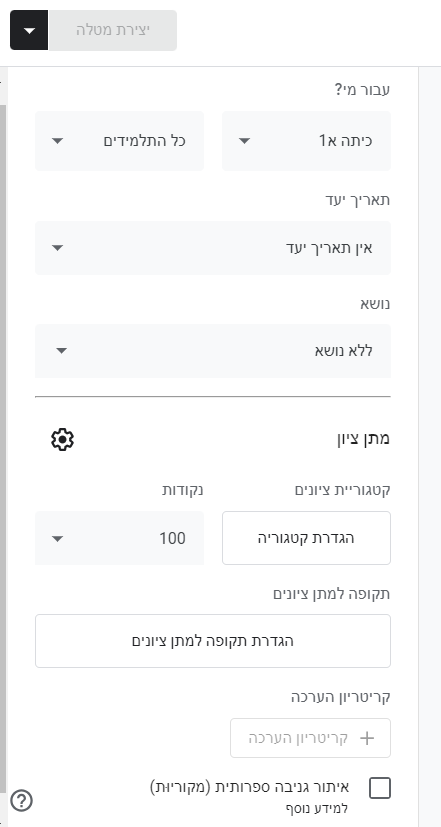 יצירת מטלה
עבור מי?
כיתה א1
כל התלמידים
תאריך יעד
אין תאריך יעד
נושא
ללא נושא
מתן ציון
קטגוריית ציונים
נקודות
הגדרת קטגוריה
100
תקופה למתן ציונים
הגדרת תקופה למתן ציונים
קריטריון הערכה
+ קריטריון הערכה
איתור גניבה ספרותית (מקוריות)
למידע נוסף